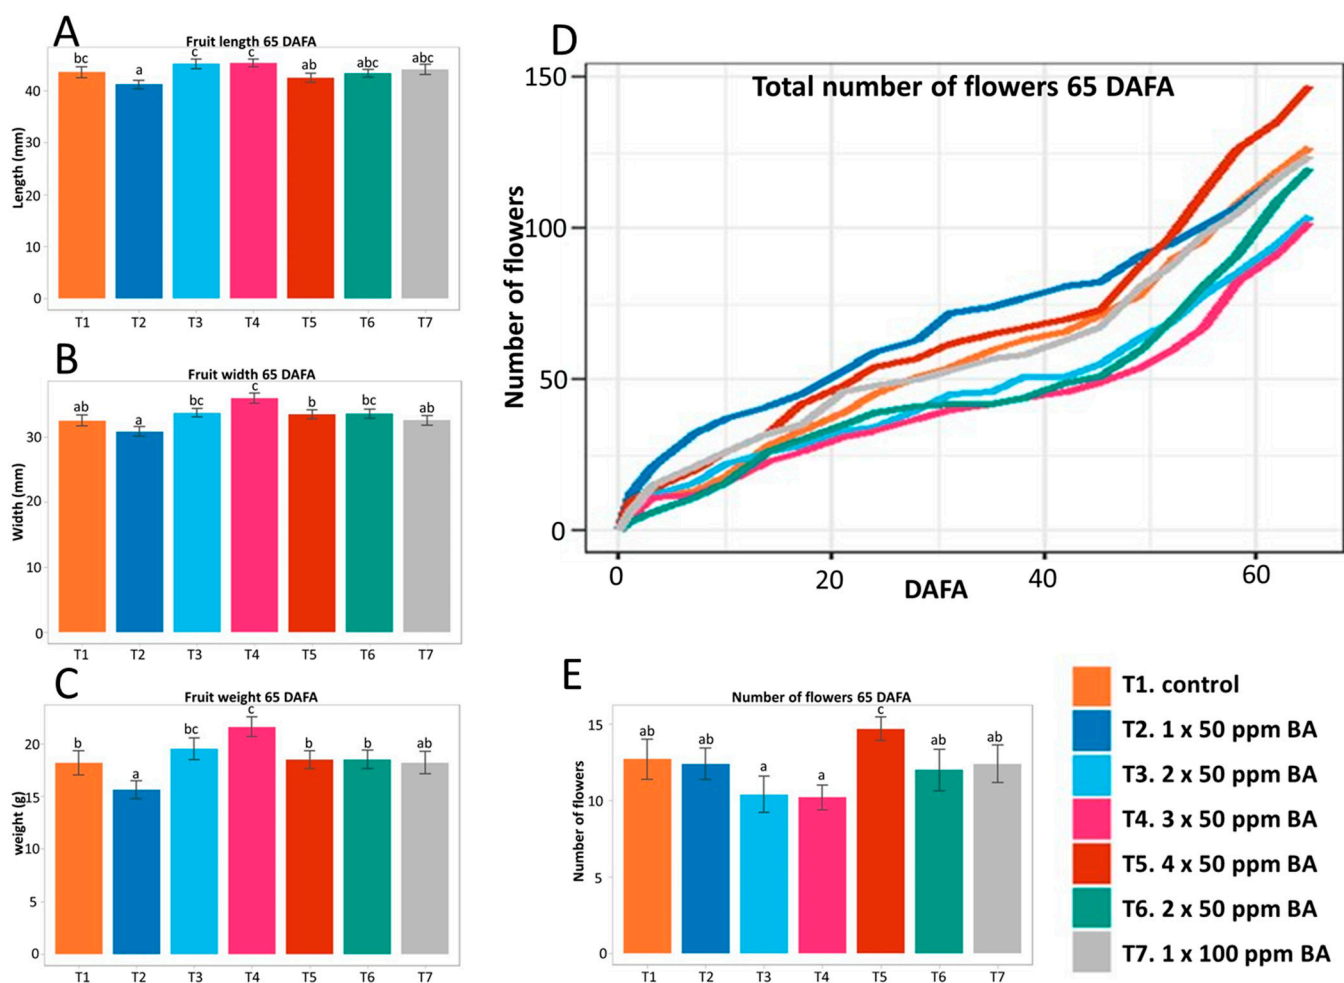 A
Fruit length 65 DAFA
bc a c c ab abc abc
Length (mm)
40
30
20
10
0
T1 T2 T3 T4 T5 T6 T7
B
Fruit width 65 DAFA
ab a bc c b bc ab
Width (mm)
30
20
10
0
T1 T2 T3 T4 T5 T6 T7
C
Fruit weight 65 DAFA
b a bc c b b ab
weight (g)
20
15
10
5
0
T1 T2 T3 T4 T5 T6 T7
D
Total number of flowers 65 DAFA
Number of flowers
150
100
50
0
0 20 40 60
DAFA
E
Number of flowers 65 DAFA
ab ab a a c ab ab
Number of flowers
15
10
5
0
T1 T2 T3 T4 T5 T6 T7
T1. control
T2. 1 x 50 ppm BA
T3. 2 x 50 ppm BA
T4. 3 x 50 ppm BA
T5. 4 x 50 ppm BA
T6. 2 x 50 ppm BA
T7. 1 x 100 ppm BA